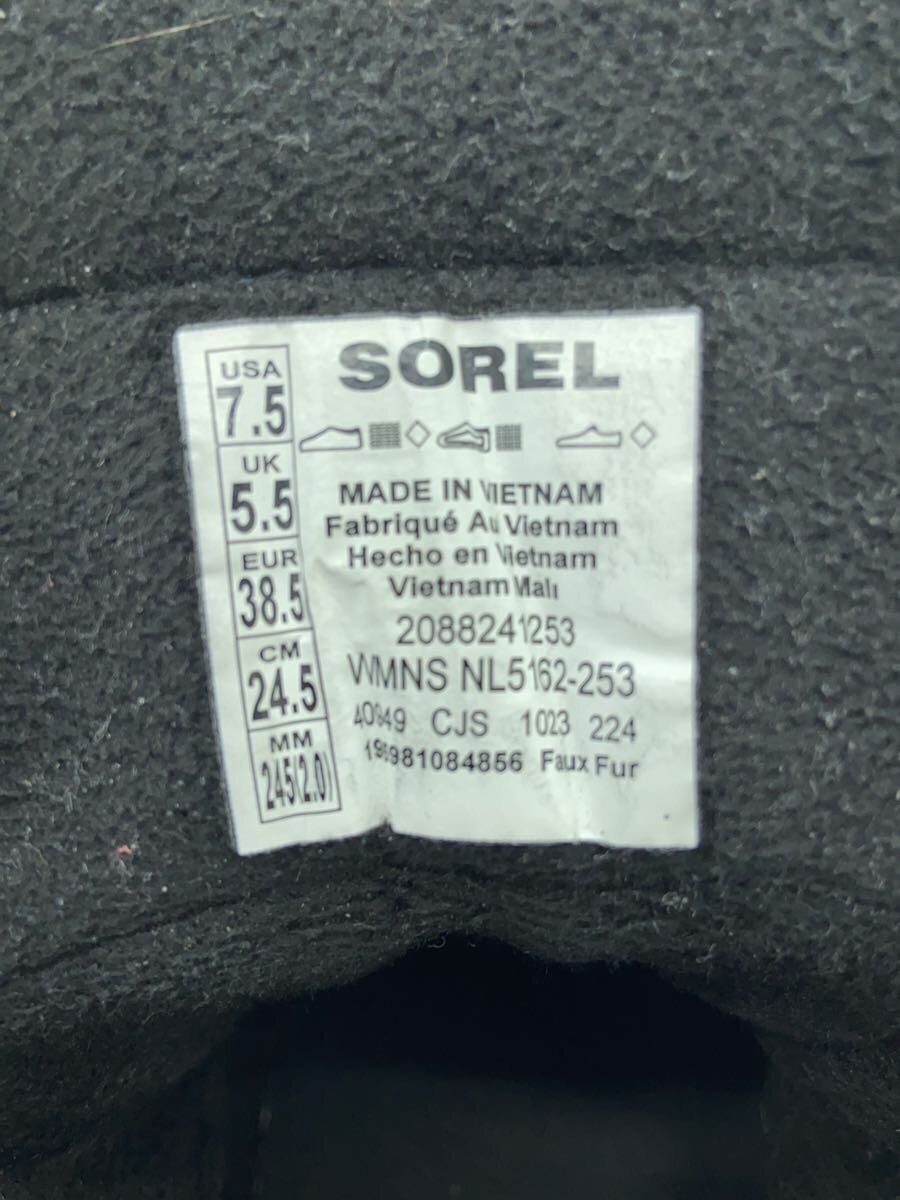 SOREL
USA
7.5
UK
5.5
EUR
38.5
CM
24.5
MM
245(2.0)
MADE IN VIETNAM
Fabriqué Au Vietnam
Hecho en Vietnam
Vietnam Malı
2088241253
WMNS NL5162-253
CJS 1023 224
Faux Fur